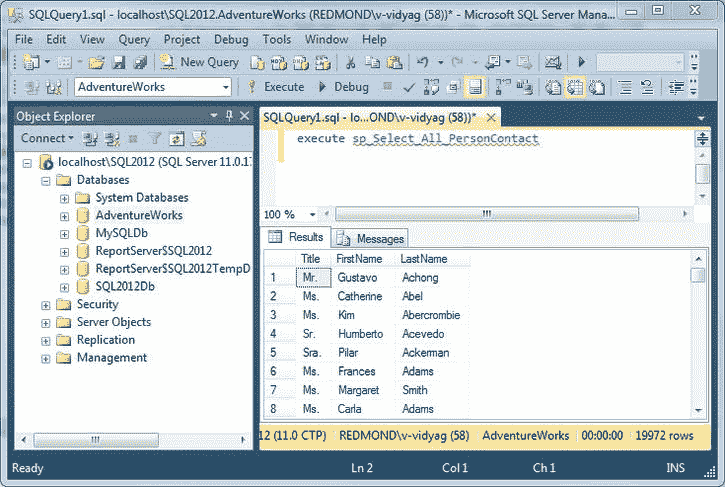 SQLQuery1.sql - localhost\SQL2012.AdventureWorks (REDMOND\v-vidyag (58))* - Microsoft SQL Server Mana...
File Edit View Project Debug Tools Window Help
New Query
AdventureWorks Execute Debug
Object Explorer
Connect
localhost\SQL2012 (SQL Server 11.0.17
Databases
System Databases
AdventureWorks
MySQLDb
ReportServer$SQL2012
ReportServer$SQL2012TempD
SQL2012Db
Security
Server Objects
Replication
Management
SQLQuery1.sql - lo...OND\v-vidyag (58))*
execute sp_Select_All_PersonContact
100 %
Results Messages
Title FirstName LastName
1 Mr. Gustavo Achong
2 Ms. Catherine Abel
3 Ms. Kim Abercrombie
4 Sr. Humberto Acevedo
5 Sra. Pilar Ackerman
6 Ms. Frances Adams
7 Ms. Margaret Smith
8 Ms. Carla Adams
12 (11.0 CTP) REDMOND\v-vidyag (58) AdventureWorks 00:00:00 19972 rows
Ready Ln 2 Col 1 Ch 1 INS